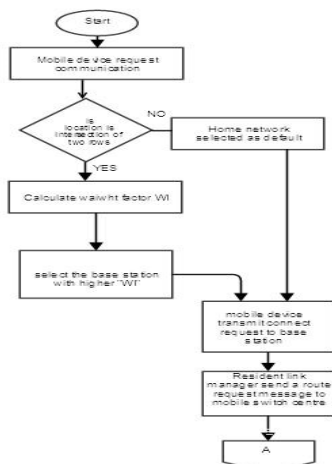 Start
Mobile device request
communication
is
location is
intersection of
two rows
NO
Home network
selected as default
YES
Calculate waiwht factor WI
select the base station
with higher "WI"
mobile device
transmit connect
request to base
station
Resident link
manager send a route
request message to
mobile switch centre
A